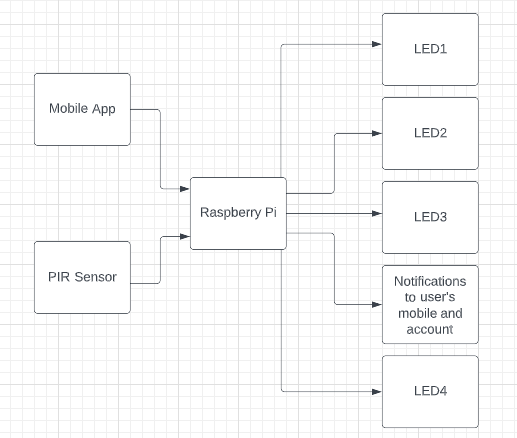 LED1
Mobile App
LED2
Raspberry Pi
LED3
PIR Sensor
Notifications
to user's
mobile and
account
LED4